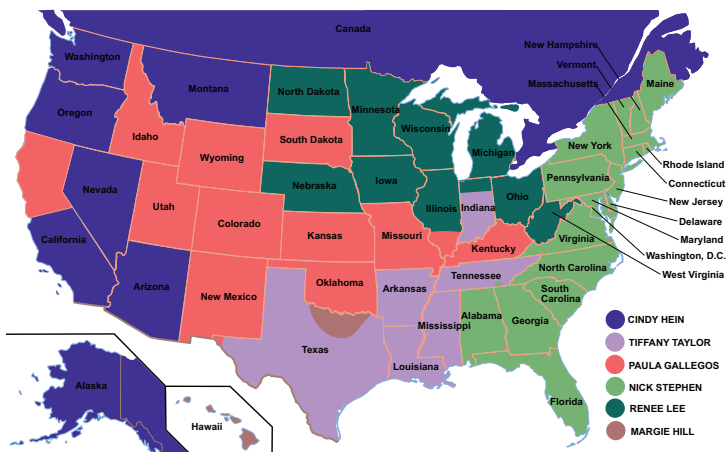 Canada
New Hampshire
Vermont
Massachusetts
Maine
Washington
Montana
North Dakota
Minnesota
Oregon
Idaho
Wisconsin
Michigan
South Dakota
Wyoming
New York
Rhode Island
Connecticut
Pennsylvania
New Jersey
Nevada
Nebraska
Iowa
Ohio
Illinois
Indiana
Utah
Colorado
Delaware
Maryland
California
Kansas
Missouri
Kentucky
Virginia
Washington, D.C.
West Virginia
Arizona
Oklahoma
Tennessee
North Carolina
New Mexico
Arkansas
South
Carolina
Alabama
Georgia
Mississippi
Texas
Louisiana
Florida
Alaska
Hawaii
CINDY HEIN
TIFFANY TAYLOR
PAULA GALLEGOS
NICK STEPHEN
RENEE LEE
MARGIE HILL